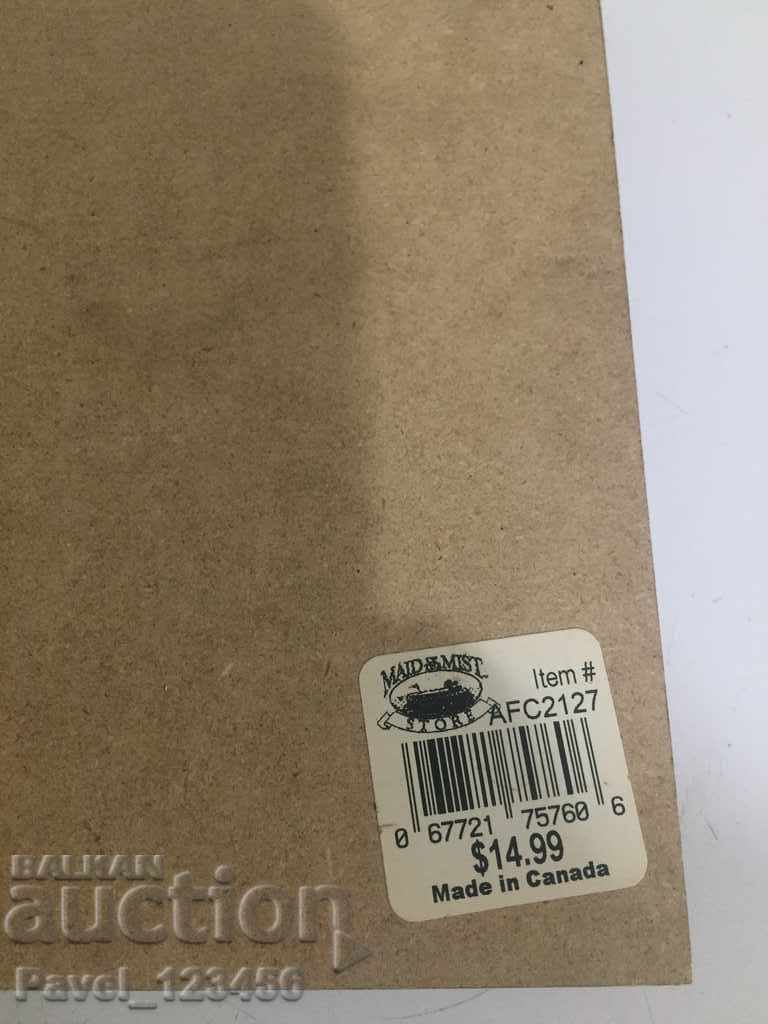 MAID OF THE MIST
STORE
Item #
AFC2127
0 67721 75760 6
$14.99
Made in Canada
BALKAN
auction
Pavel_123456